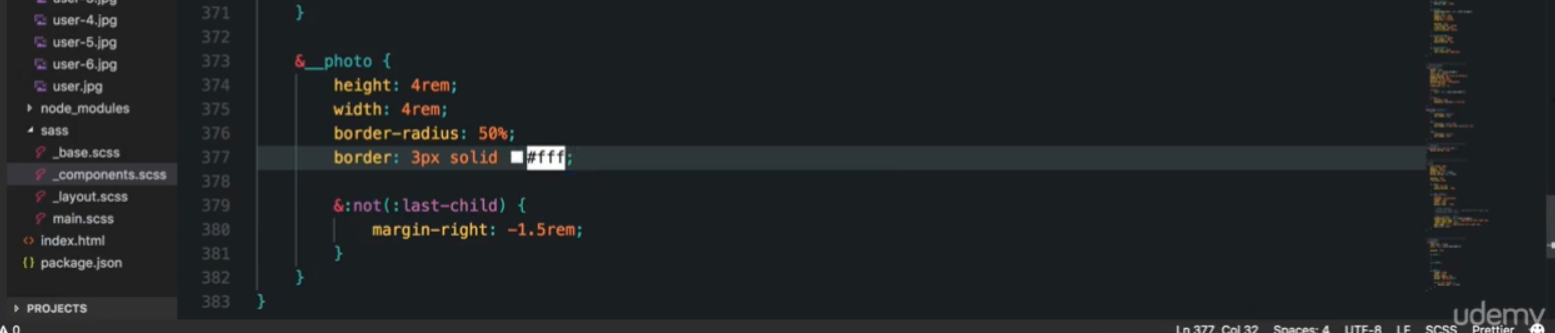 user-4.jpg
user-5.jpg
user-6.jpg
user.jpg
node_modules
sass
_base.scss
_components.scss
_layout.scss
main.scss
index.html
{} package.json
PROJECTS
371 }
372
373 &__photo {
374 height: 4rem;
375 width: 4rem;
376 border-radius: 50%;
377 border: 3px solid #fff;
378
379 &:not(:last-child) {
380 margin-right: -1.5rem;
381 }
382 }
383 }
udemy
0
Ln 377, Col 32 Spaces: 4 UTF-8 LF SCSS Prettier